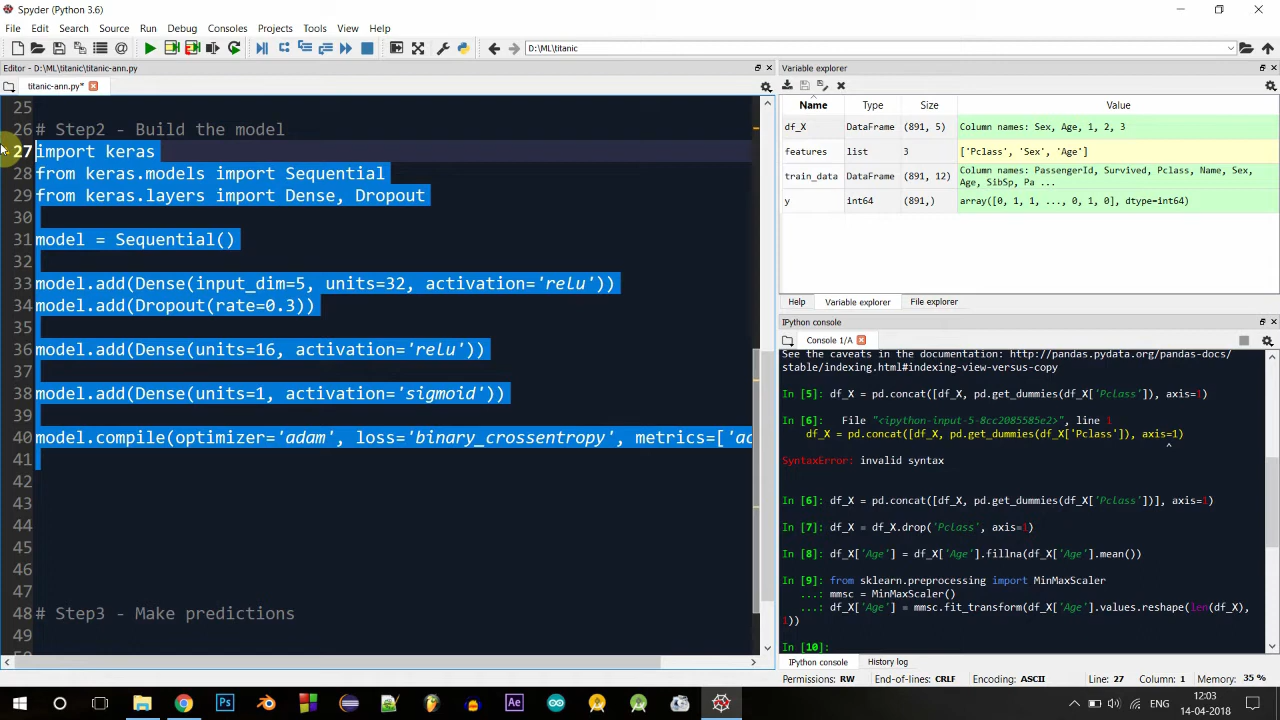 Spyder (Python 3.6)
File Edit Search Source Run Debug Consoles Projects Tools View Help
D:\ML\titanic
Editor - D:\ML\titanic\titanic-ann.py
titanic-ann.py*
25
26 # Step2 - Build the model
27 import keras
28 from keras.models import Sequential
29 from keras.layers import Dense, Dropout
30
31 model = Sequential()
32
33 model.add(Dense(input_dim=5, units=32, activation='relu'))
34 model.add(Dropout(rate=0.3))
35
36 model.add(Dense(units=16, activation='relu'))
37
38 model.add(Dense(units=1, activation='sigmoid'))
39
40 model.compile(optimizer='adam', loss='binary_crossentropy', metrics=['ac
41
42
43
44
45
46
47
48 # Step3 - Make predictions
49
Variable explorer
Name Type Size Value
df_X DataFrame (891, 5) Column names: Sex, Age, 1, 2, 3
features list 3 ['Pclass', 'Sex', 'Age']
train_data DataFrame (891, 12) Column names: PassengerId, Survived, Pclass, Name, Sex,
Age, SibSp, Pa ...
y int64 (891,) array([0, 1, 1, ..., 0, 1, 0], dtype=int64)
Help Variable explorer File explorer
IPython console
Console 1/A
See the caveats in the documentation: http://pandas.pydata.org/pandas-docs/
stable/indexing.html#indexing-view-versus-copy
In [5]: df_X = pd.concat([df_X, pd.get_dummies(df_X['Pclass']), axis=1)
In [6]: File "<ipython-input-5-8cc2085585e2>", line 1
df_X = pd.concat([df_X, pd.get_dummies(df_X['Pclass']), axis=1)
^
SyntaxError: invalid syntax
In [6]: df_X = pd.concat([df_X, pd.get_dummies(df_X['Pclass'])], axis=1)
In [7]: df_X = df_X.drop('Pclass', axis=1)
In [8]: df_X['Age'] = df_X['Age'].fillna(df_X['Age'].mean())
In [9]: from sklearn.preprocessing import MinMaxScaler
...: mmsc = MinMaxScaler()
...: df_X['Age'] = mmsc.fit_transform(df_X['Age'].values.reshape(len(df_X),
1))
In [10]:
IPython console History log
Permissions: RW End-of-lines: CRLF Encoding: ASCII Line: 27 Column: 1 Memory: 35 %
ENG 12:03
14-04-2018